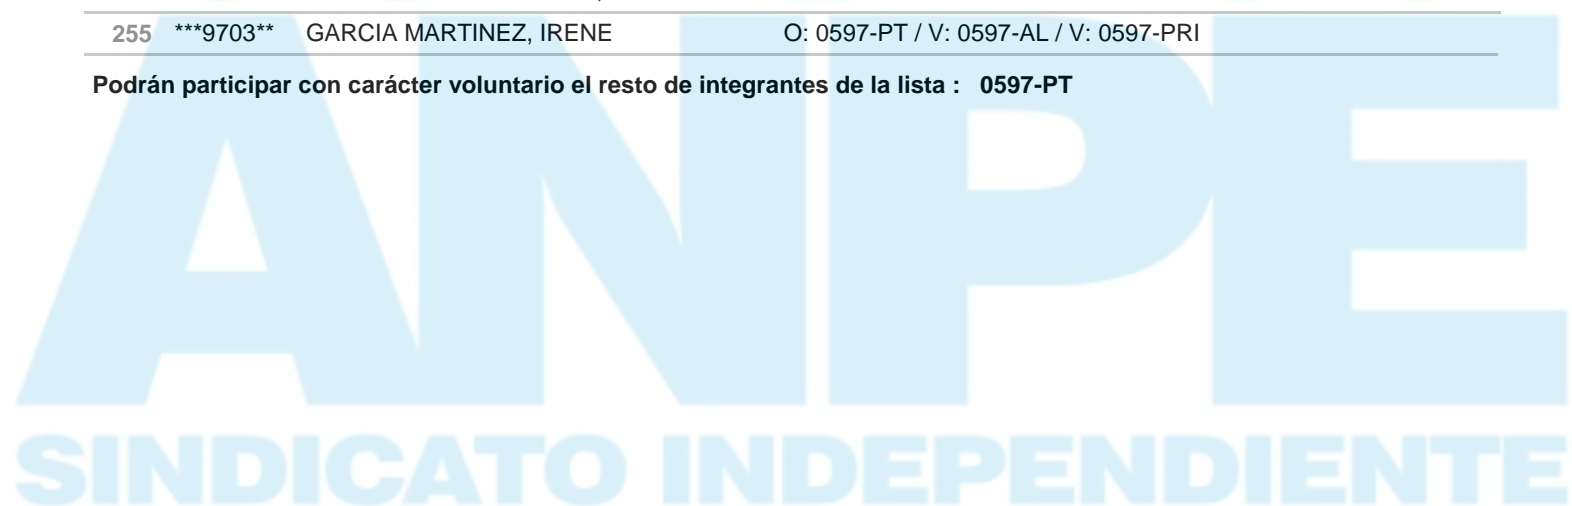 255 ***9703** GARCIA MARTINEZ, IRENE O: 0597-PT / V: 0597-AL / V: 0597-PRI
Podrán participar con carácter voluntario el resto de integrantes de la lista : 0597-PT
ANPE
SINDICATO INDEPENDIENTE